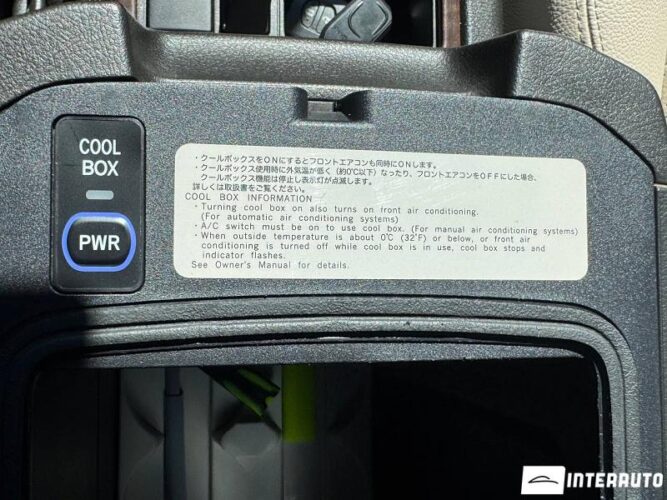 COOL
BOX
PWR
・クールボックスをONにするとフロントエアコンも同時にONします。
・クールボックス使用時に外気温が低く（約0℃以下）なったり、フロントエアコンをOFFにした場合、
クールボックス機能は停止し表示灯が点滅します。
詳しくは取扱書をご覧ください。
COOL BOX INFORMATION
・Turning cool box on also turns on front air conditioning.
(For automatic air conditioning systems)
・A/C switch must be on to use cool box. (For manual air conditioning systems)
・When outside temperature is about 0℃ (32℉) or below, or front air
conditioning is turned off while cool box is in use, cool box stops and
indicator flashes.
See Owner's Manual for details.
INTERAUTO